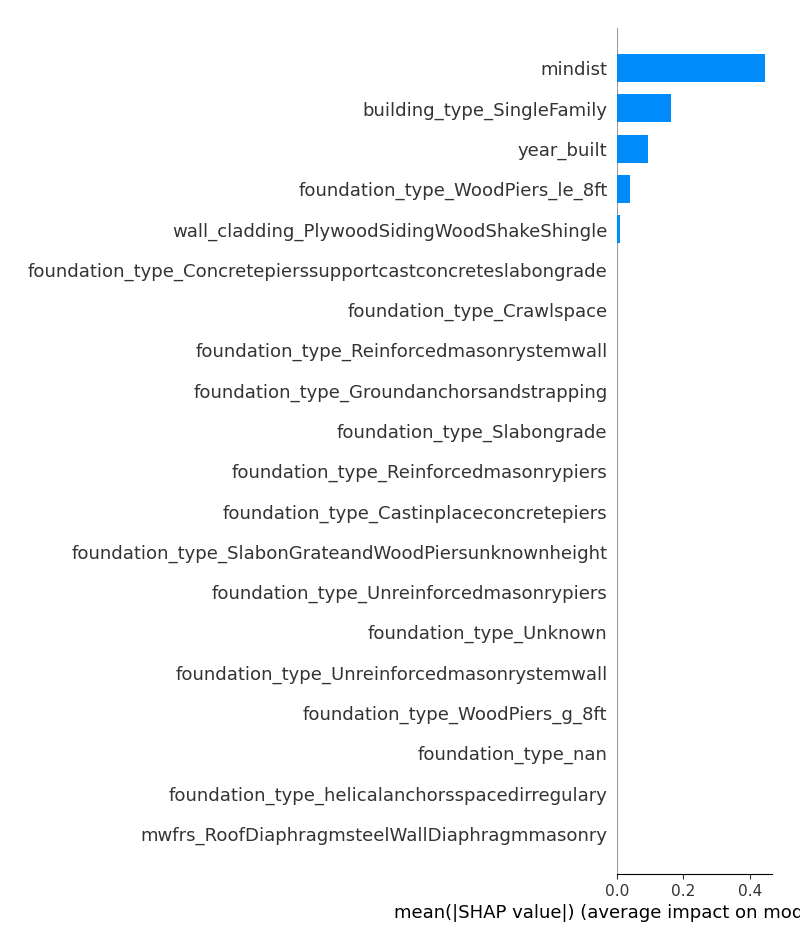 mindist
building_type_SingleFamily
year_built
foundation_type_WoodPiers_le_8ft
wall_cladding_PlywoodSidingWoodShakeShingle
foundation_type_Concretepierssupportcastconcreteslabongrade
foundation_type_Crawlspace
foundation_type_Reinforcedmasonrystemwall
foundation_type_Groundanchorsandstrapping
foundation_type_Slabongrade
foundation_type_Reinforcedmasonrypiers
foundation_type_Castinplaceconcretepiers
foundation_type_SlabonGrateandWoodPiersunknownheight
foundation_type_Unreinforcedmasonrypiers
foundation_type_Unknown
foundation_type_Unreinforcedmasonrystemwall
foundation_type_WoodPiers_g_8ft
foundation_type_nan
foundation_type_helicalanchorsspacedirregulary
mwfrs_RoofDiaphragmsteelWallDiaphragmmasonry
0.0 0.2 0.4
mean(|SHAP value|) (average impact on mod